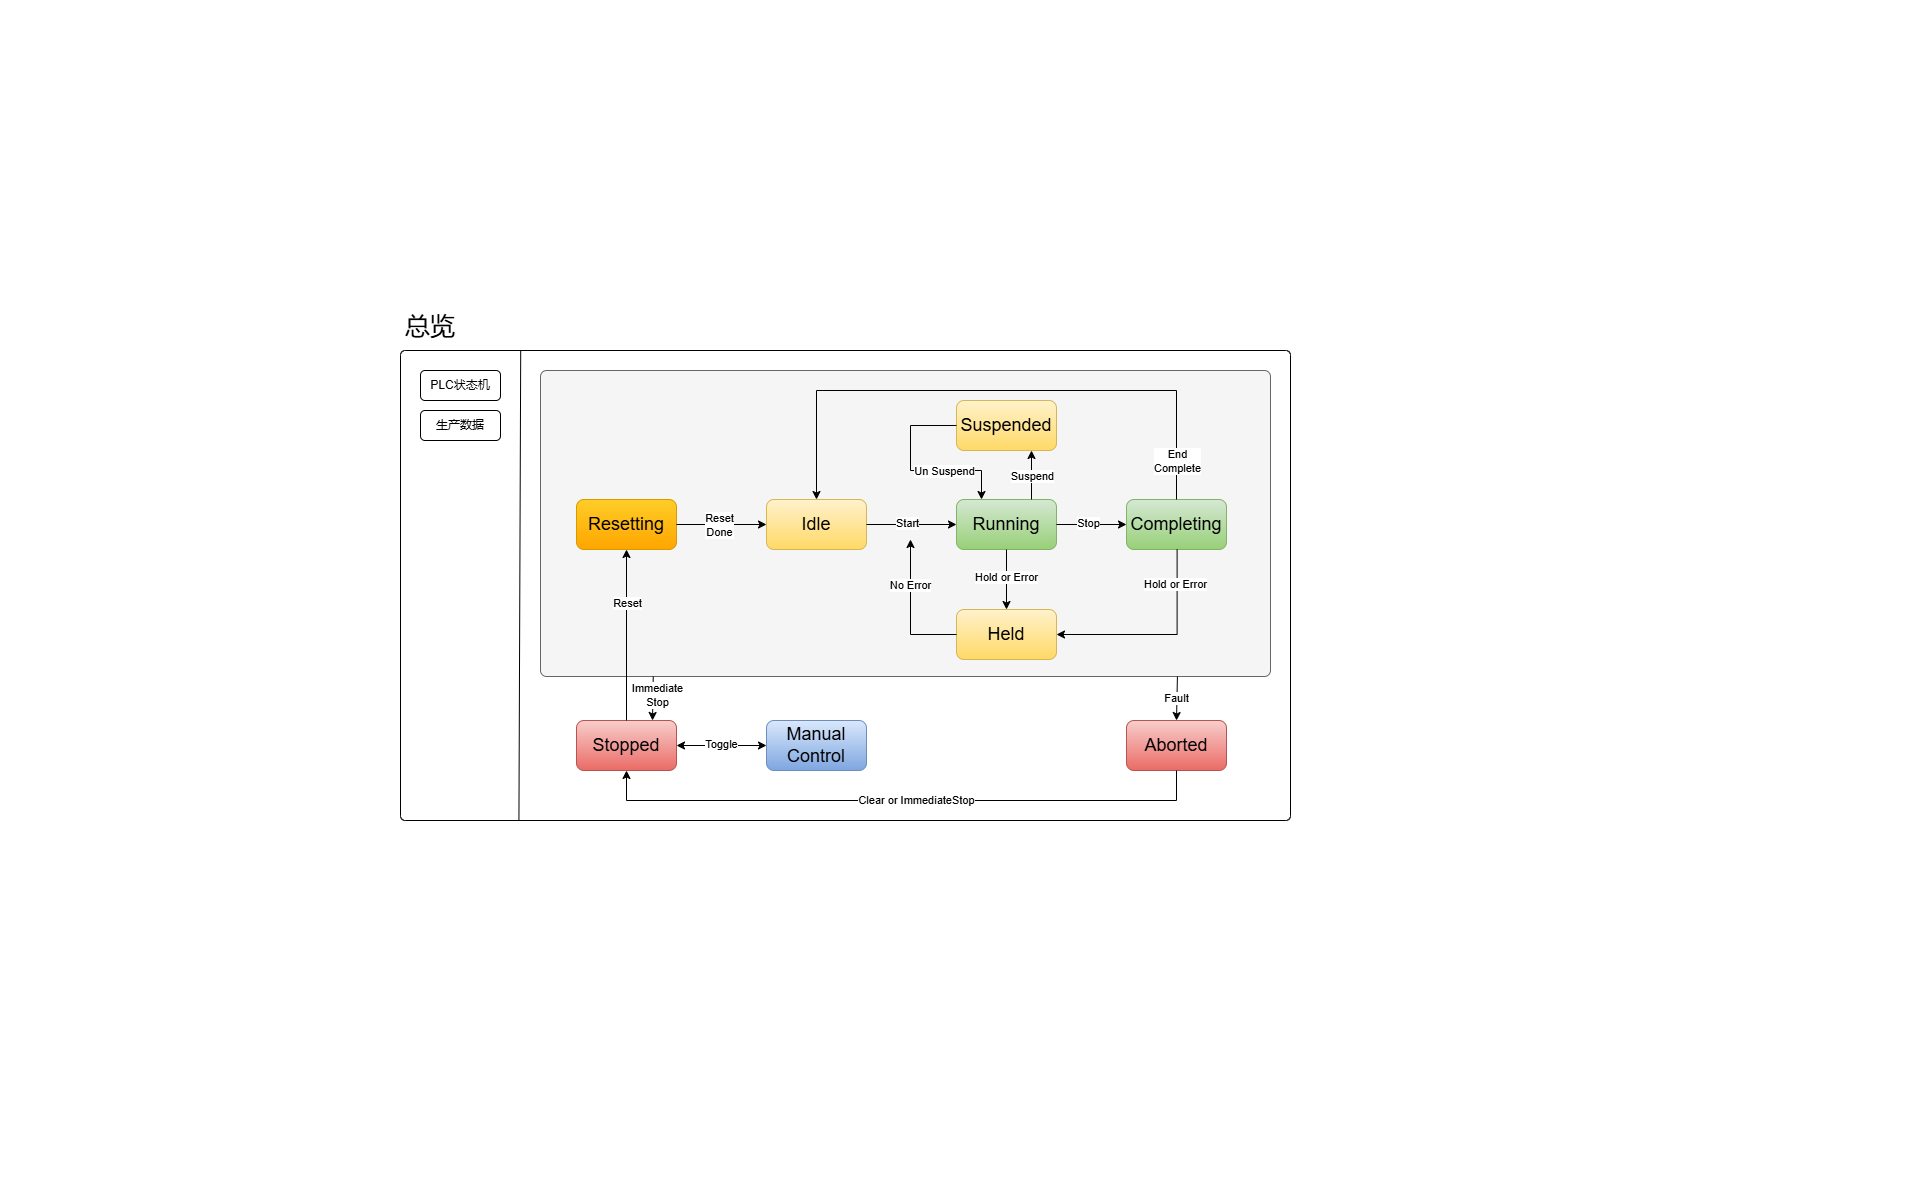 总览
PLC状态机
生产数据
Suspended
Un Suspend
Suspend
End
Complete
Resetting
Reset
Done
Idle
Start
Running
Stop
Completing
No Error
Hold or Error
Hold or Error
Reset
Held
Immediate
Stop
Fault
Stopped
Toggle
Manual
Control
Aborted
Clear or ImmediateStop